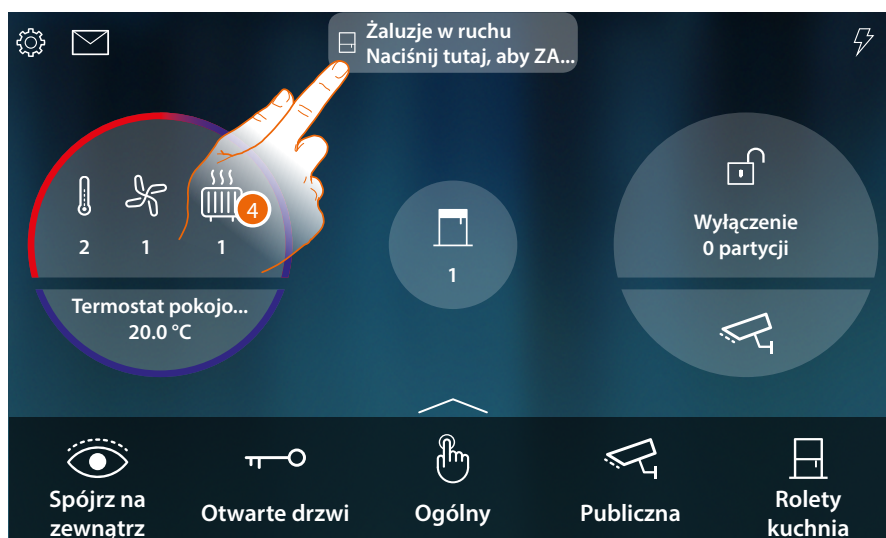 Żaluzje w ruchu
Naciśnij tutaj, aby ZA...
4
2 1 1
Termostat pokojo...
20.0 °C
1
Wyłączenie
0 partycji
Spójrz na
zewnątrz
Otwarte drzwi
Ogólny
Publiczna
Rolety
kuchnia